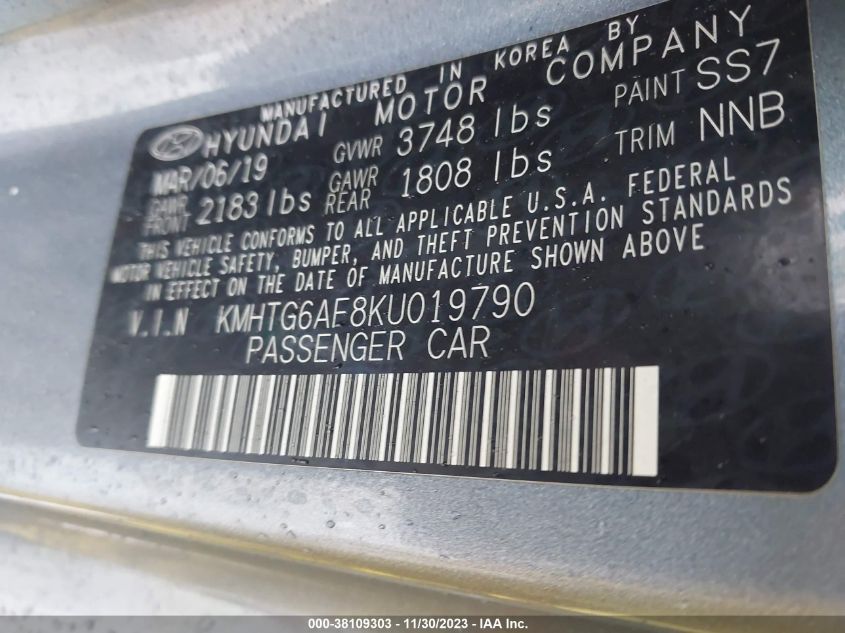 MANUFACTURED IN KOREA BY
HYUNDAI MOTOR COMPANY
MAR/06/19 GVWR 3748 lbs PAINT SS7
GAWR FRONT 2183 lbs GAWR REAR 1808 lbs TRIM NNB
THIS VEHICLE CONFORMS TO ALL APPLICABLE U.S.A. FEDERAL
MOTOR VEHICLE SAFETY, BUMPER, AND THEFT PREVENTION STANDARDS
IN EFFECT ON THE DATE OF MANUFACTURE SHOWN ABOVE
V.I.N KMHTG6AF8KU019790
PASSENGER CAR
000-38109303 - 11/30/2023 - IAA Inc.